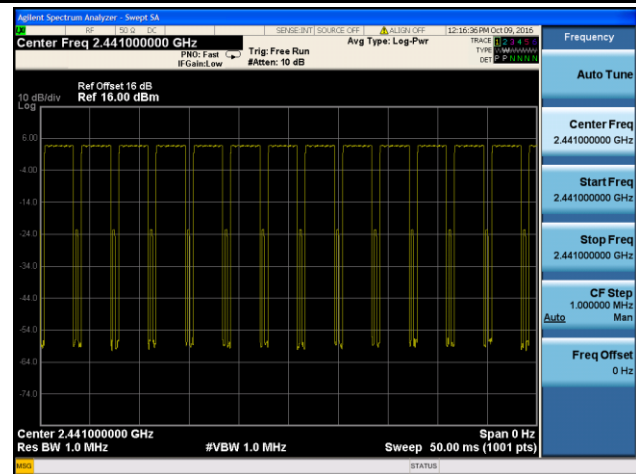 Agilent Spectrum Analyzer - Swept SA
RF 50 Ω DC SENSE:INT SOURCE OFF ALIGN OFF 12:16:36 PM Oct 09, 2016
Center Freq 2.441000000 GHz
PNO: Fast
IFGain:Low
Trig: Free Run
#Atten: 10 dB
Avg Type: Log-Pwr
TRACE 1 2 3 4 5 6
TYPE
DET P P N N N N
Ref Offset 16 dB
10 dB/div Ref 16.00 dBm
Log
6.00
-4.00
-14.0
-24.0
-34.0
-44.0
-54.0
-64.0
-74.0
Center 2.441000000 GHz Span 0 Hz
Res BW 1.0 MHz #VBW 1.0 MHz Sweep 50.00 ms (1001 pts)
MSG STATUS
Frequency
Auto Tune
Center Freq
2.441000000 GHz
Start Freq
2.441000000 GHz
Stop Freq
2.441000000 GHz
CF Step
1.000000 MHz
Auto Man
Freq Offset
0 Hz